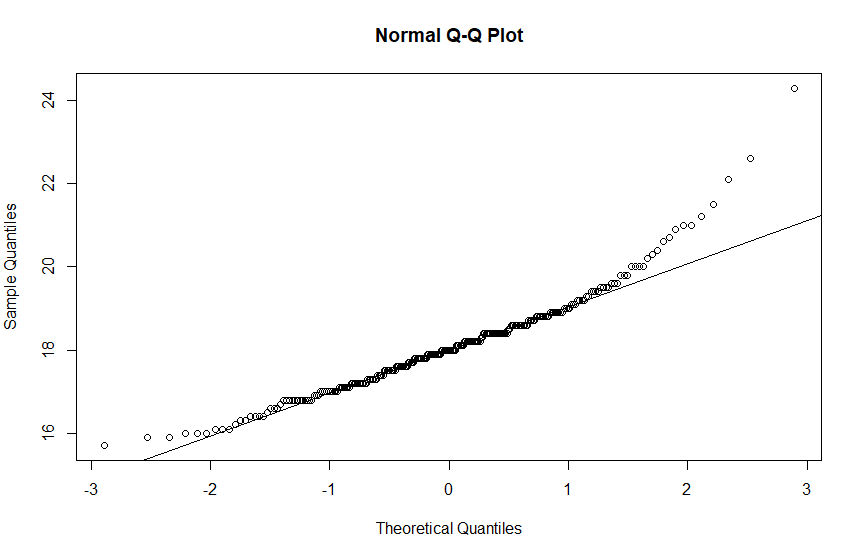 Normal Q-Q Plot
24
22
20
18
16
Sample Quantiles
-3 -2 -1 0 1 2 3
Theoretical Quantiles